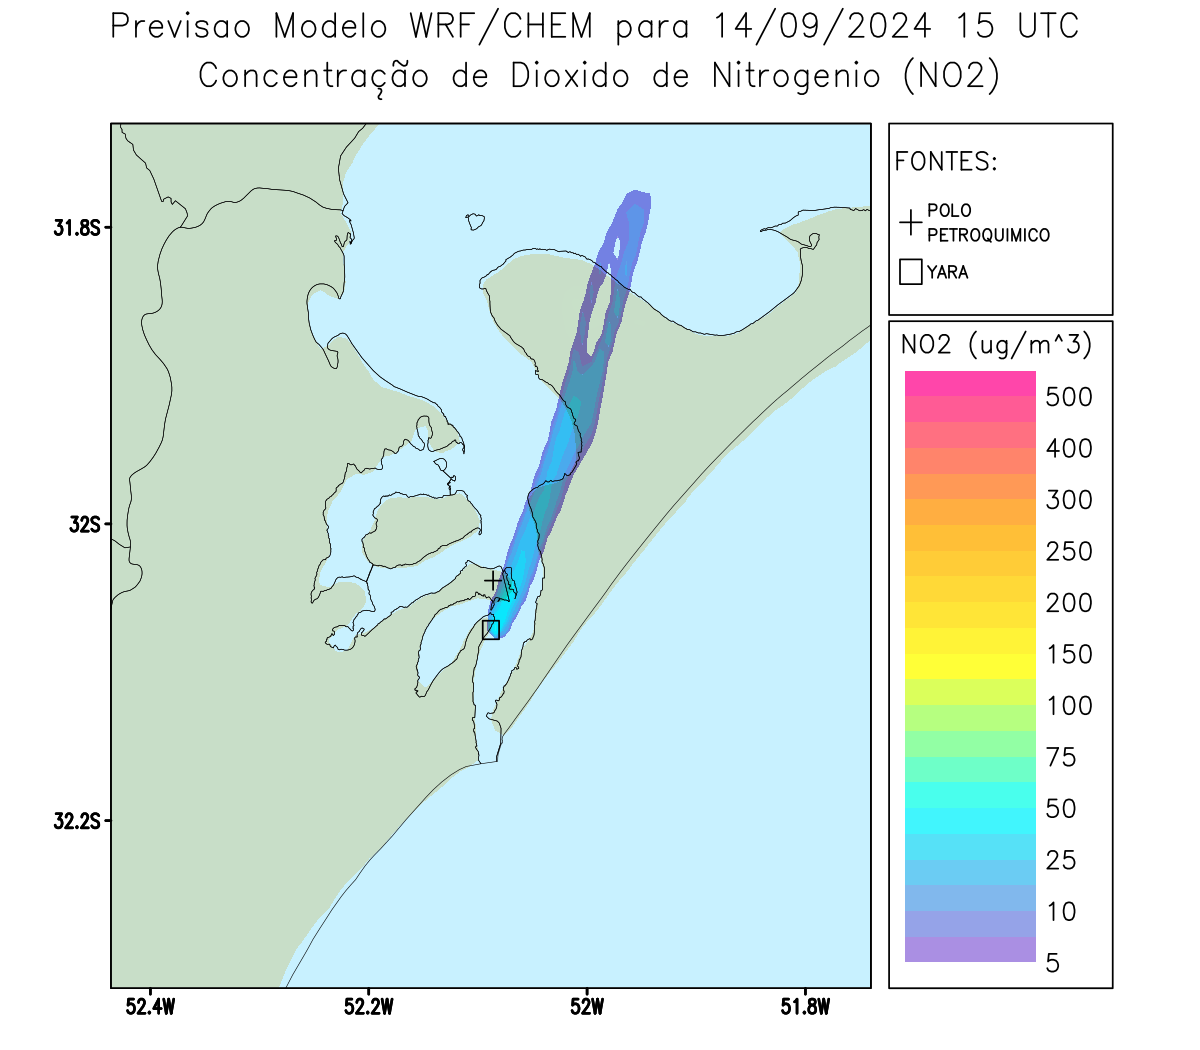 Previsao Modelo WRF/CHEM para 14/09/2024 15 UTC
Concentração de Dioxido de Nitrogenio (NO2)
FONTES:
POLO
PETROQUIMICO
YARA
31.8S
32S
32.2S
52.4W
52.2W
52W
51.8W
NO2 (ug/m^3)
500
400
300
250
200
150
100
75
50
25
10
5